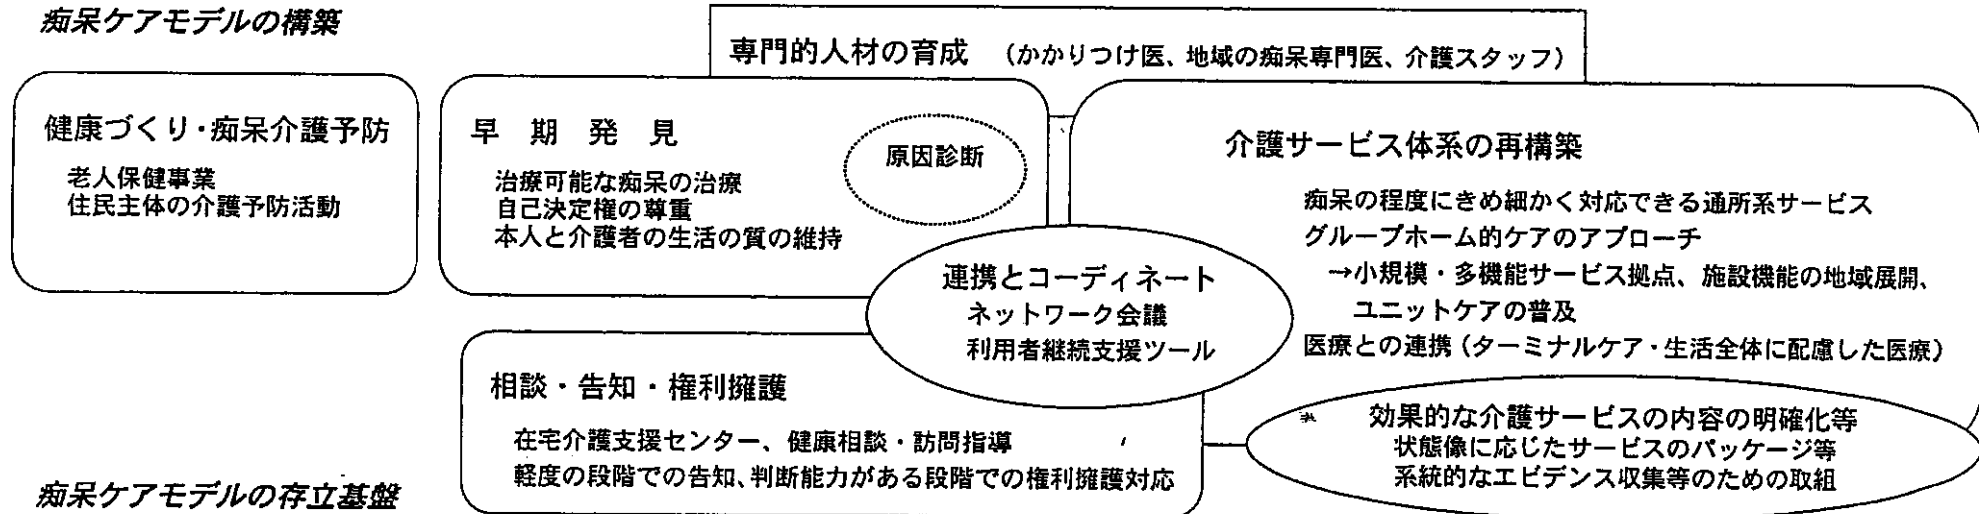 痴呆ケアモデルの構築
専門的人材の育成 (かかりつけ医、地域の痴呆専門医、介護スタッフ)
健康づくり・痴呆介護予防
老人保健事業
住民主体の介護予防活動
早 期 発 見
治療可能な痴呆の治療
自己決定権の尊重
本人と介護者の生活の質の維持
原因診断
介護サービス体系の再構築
痴呆の程度にきめ細かく対応できる通所系サービス
グループホーム的ケアのアプローチ
→小規模・多機能サービス拠点、施設機能の地域展開、
ユニットケアの普及
医療との連携(ターミナルケア・生活全体に配慮した医療)
連携とコーディネート
ネットワーク会議
利用者継続支援ツール
相談・告知・権利擁護
在宅介護支援センター、健康相談・訪問指導
軽度の段階での告知、判断能力がある段階での権利擁護対応
効果的な介護サービスの内容の明確化等
状態像に応じたサービスのパッケージ等
系統的なエビデンス収集等のための取組
痴呆ケアモデルの存立基盤